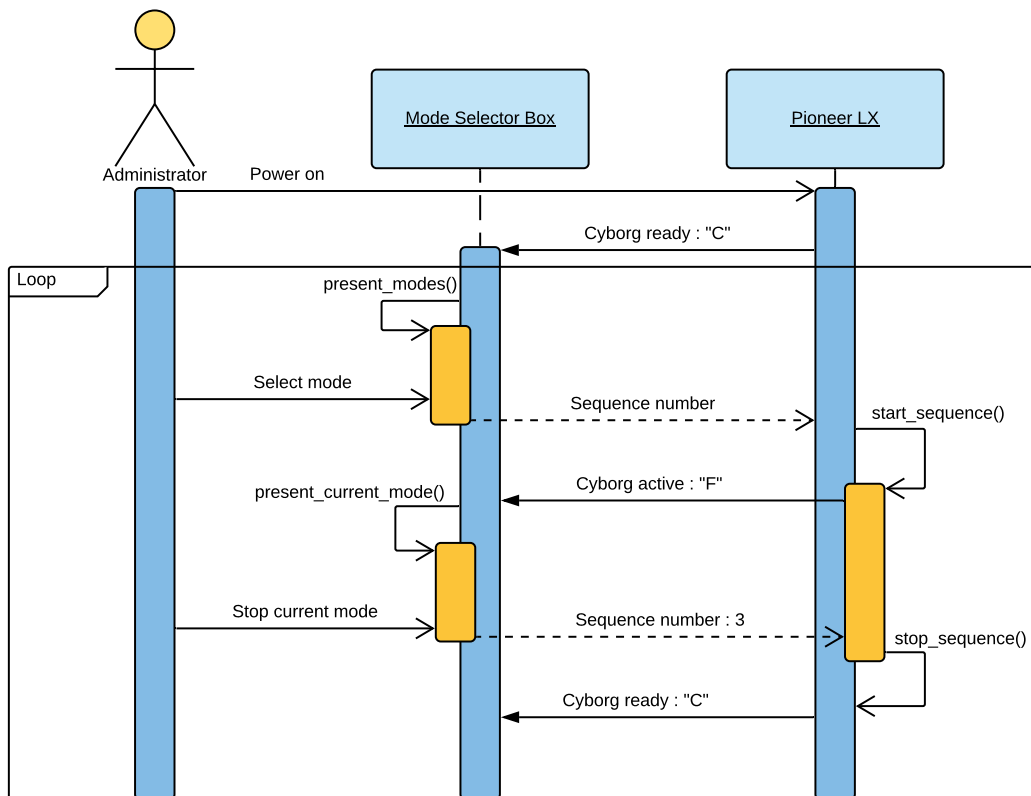 Mode Selector Box
Pioneer LX
Administrator
Power on
Cyborg ready : "C"
Loop
present_modes()
Select mode
Sequence number
start_sequence()
Cyborg active : "F"
present_current_mode()
Stop current mode
Sequence number : 3
stop_sequence()
Cyborg ready : "C"